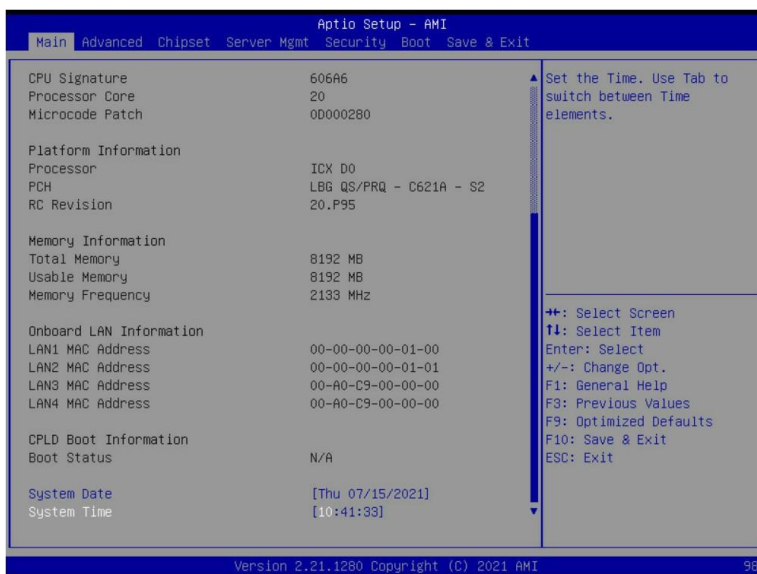 Aptio Setup - AMI
Main Advanced Chipset Server Mgmt Security Boot Save & Exit
CPU Signature 606A6
Processor Core 20
Microcode Patch 0D000280
Platform Information
Processor ICX D0
PCH LBG QS/PRQ - C621A - S2
RC Revision 20.P95
Memory Information
Total Memory 8192 MB
Usable Memory 8192 MB
Memory Frequency 2133 MHz
Onboard LAN Information
LAN1 MAC Address 00-00-00-00-01-00
LAN2 MAC Address 00-00-00-00-01-01
LAN3 MAC Address 00-A0-C9-00-00-00
LAN4 MAC Address 00-A0-C9-00-00-00
CPLD Boot Information
Boot Status N/A
System Date [Thu 07/15/2021]
System Time [10:41:33]
Set the Time. Use Tab to
switch between Time
elements.
→←: Select Screen
↑↓: Select Item
Enter: Select
+/-: Change Opt.
F1: General Help
F3: Previous Values
F9: Optimized Defaults
F10: Save & Exit
ESC: Exit
Version 2.21.1280 Copyright (C) 2021 AMI
98